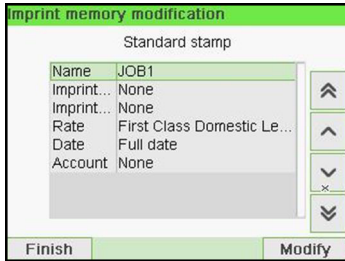 Imprint memory modification
Standard stamp
Name JOB1
Imprint... None
Imprint... None
Rate First Class Domestic Le...
Date Full date
Account None
Finish Modify